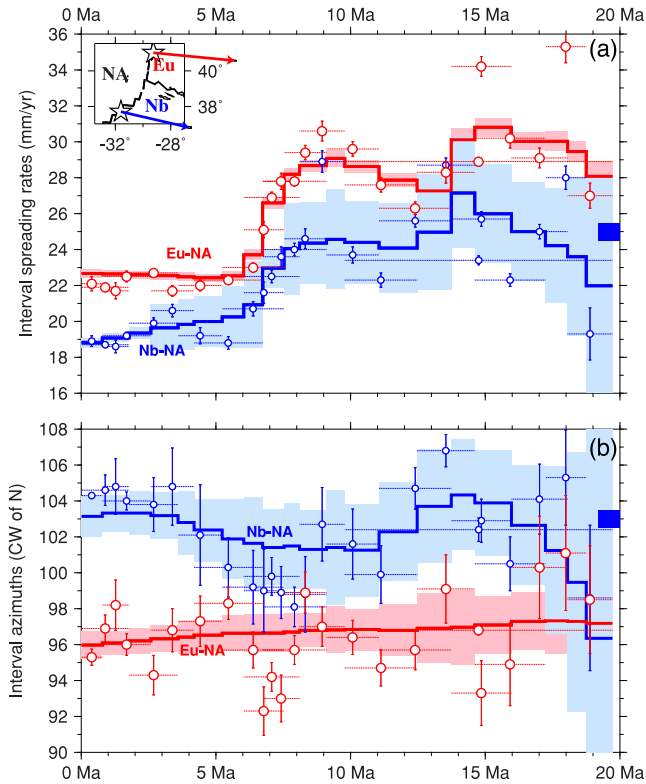 0 Ma 5 Ma 10 Ma 15 Ma 20 Ma
36
34
32
30
28
26
24
22
20
18
16
Interval spreading rates (mm/yr)
(a)
NA
Eu
Nb
40°
38°
-32° -28°
Eu-NA
Nb-NA
108
106
104
102
100
98
96
94
92
90
Interval azimuths (CW of N)
(b)
Nb-NA
Eu-NA
0 Ma 5 Ma 10 Ma 15 Ma 20 Ma